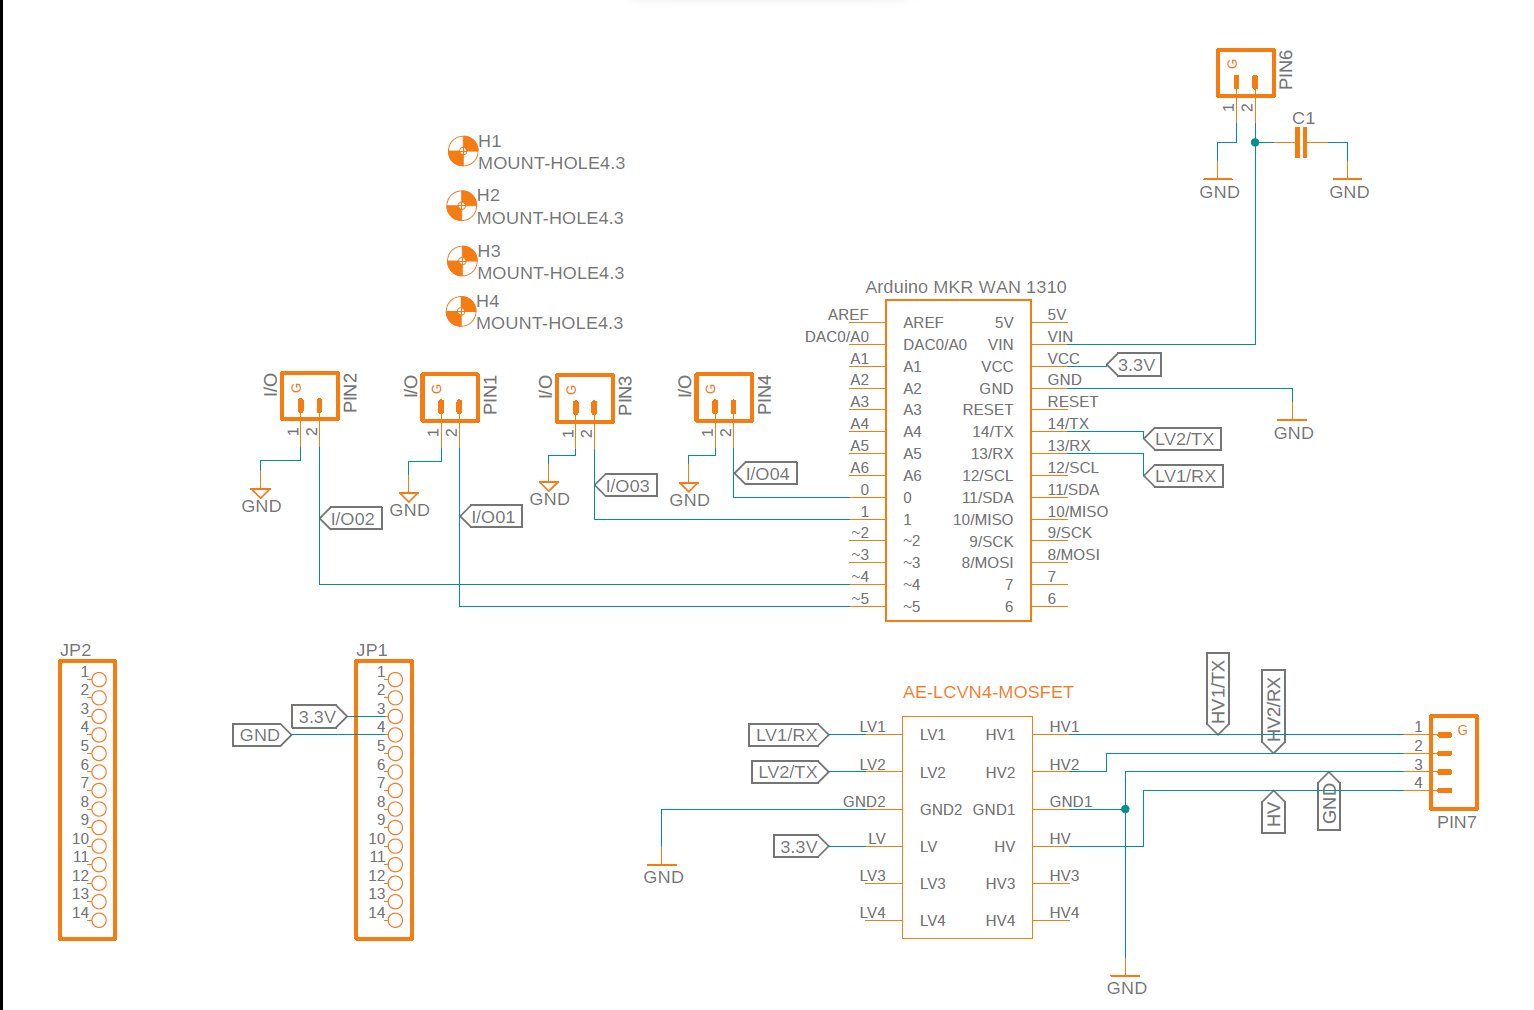 PIN6
G
1
2
C1
GND
GND
H1
MOUNT-HOLE4.3
H2
MOUNT-HOLE4.3
H3
MOUNT-HOLE4.3
H4
MOUNT-HOLE4.3
I/O
G
PIN2
1
2
GND
I/O02
I/O
G
PIN1
1
2
GND
I/O01
I/O
G
PIN3
1
2
GND
I/O03
I/O
G
PIN4
1
2
GND
I/O04
Arduino MKR WAN 1310
AREF AREF 5V 5V
DAC0/A0 DAC0/A0 VIN VIN
A1 A1 VCC VCC 3.3V
A2 A2 GND GND
A3 A3 RESET RESET
A4 A4 14/TX 14/TX LV2/TX
A5 A5 13/RX 13/RX LV1/RX
A6 A6 12/SCL 12/SCL
0 0 11/SDA 11/SDA
1 1 10/MISO 10/MISO
~2 ~2 9/SCK 9/SCK
~3 ~3 8/MOSI 8/MOSI
~4 ~4 7 7
~5 ~5 6 6
GND
JP2
1
2
3
4
5
6
7
8
9
10
11
12
13
14
JP1
1
2
3.3V 3
GND 4
5
6
7
8
9
10
11
12
13
14
AE-LCVN4-MOSFET
LV1/RX LV1 LV1 HV1 HV1
LV2/TX LV2 LV2 HV2 HV2
GND2 GND2 GND1 GND1
3.3V LV LV HV HV
LV3 LV3 HV3 HV3
LV4 LV4 HV4 HV4
GND
GND
HV1/TX
HV2/RX
HV
GND
1
2
3
4
G
PIN7